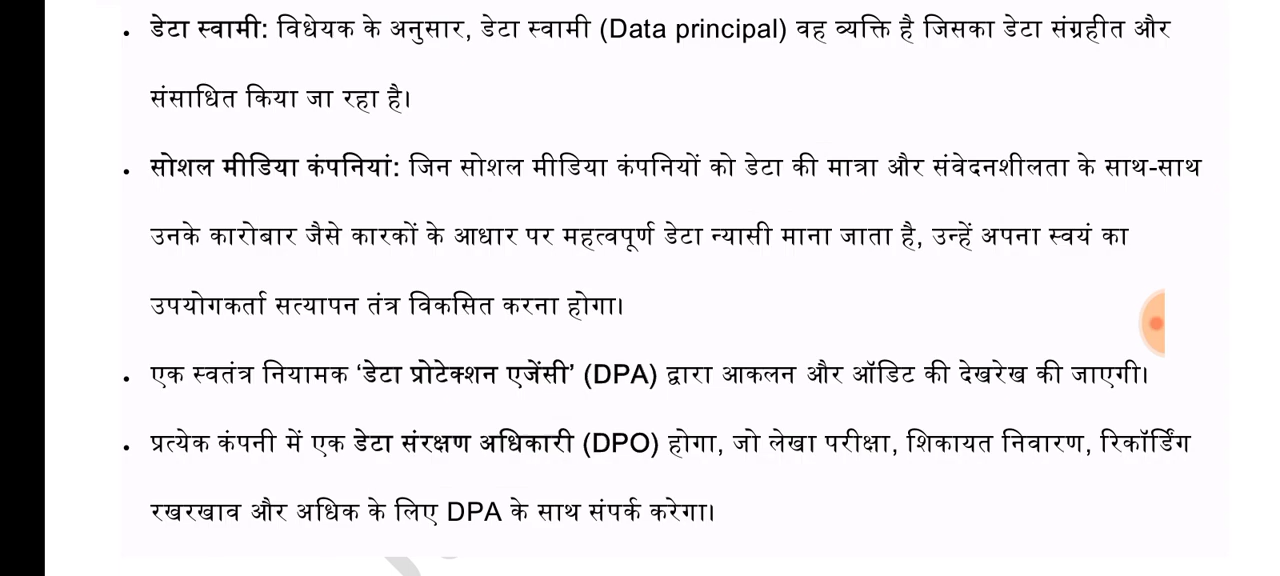 • डेटा स्वामी: विधेयक के अनुसार, डेटा स्वामी (Data principal) वह व्यक्ति है जिसका डेटा संग्रहीत और
संसाधित किया जा रहा है।
• सोशल मीडिया कंपनियां: जिन सोशल मीडिया कंपनियों को डेटा की मात्रा और संवेदनशीलता के साथ-साथ
उनके कारोबार जैसे कारकों के आधार पर महत्वपूर्ण डेटा न्यासी माना जाता है, उन्हें अपना स्वयं का
उपयोगकर्ता सत्यापन तंत्र विकसित करना होगा।
• एक स्वतंत्र नियामक ‘डेटा प्रोटेक्शन एजेंसी’ (DPA) द्वारा आकलन और ऑडिट की देखरेख की जाएगी।
• प्रत्येक कंपनी में एक डेटा संरक्षण अधिकारी (DPO) होगा, जो लेखा परीक्षा, शिकायत निवारण, रिकॉर्डिंग
रखरखाव और अधिक के लिए DPA के साथ संपर्क करेगा।